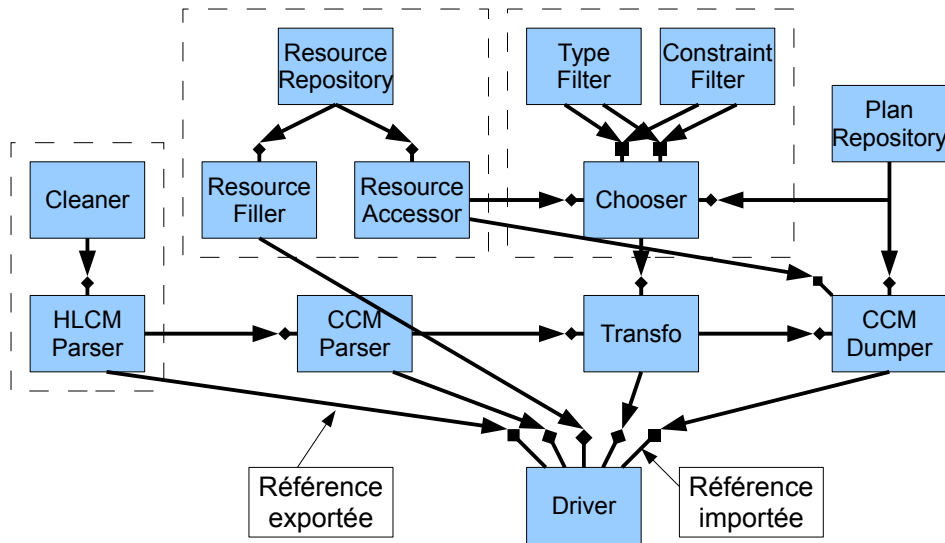 Resource
Repository
Type
Filter
Constraint
Filter
Plan
Repository
Cleaner
Resource
Filler
Resource
Accessor
Chooser
HLCM
Parser
CCM
Parser
Transfo
CCM
Dumper
Référence
exportée
Driver
Référence
importée